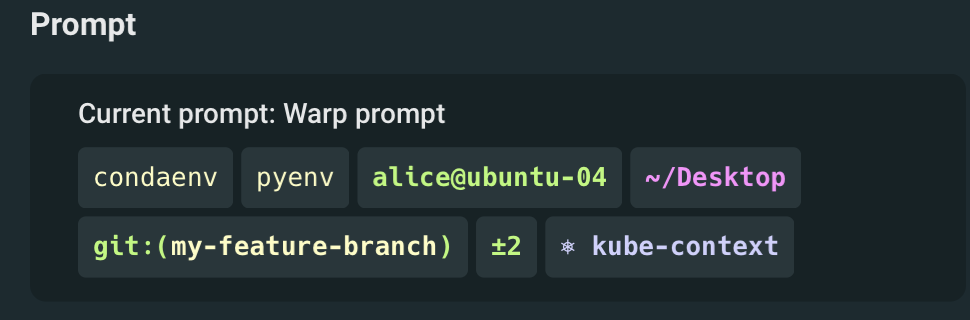 Prompt
Current prompt: Warp prompt
condaenv pyenv alice@ubuntu-04 ~/Desktop
git:(my-feature-branch) ±2 ⎈ kube-context